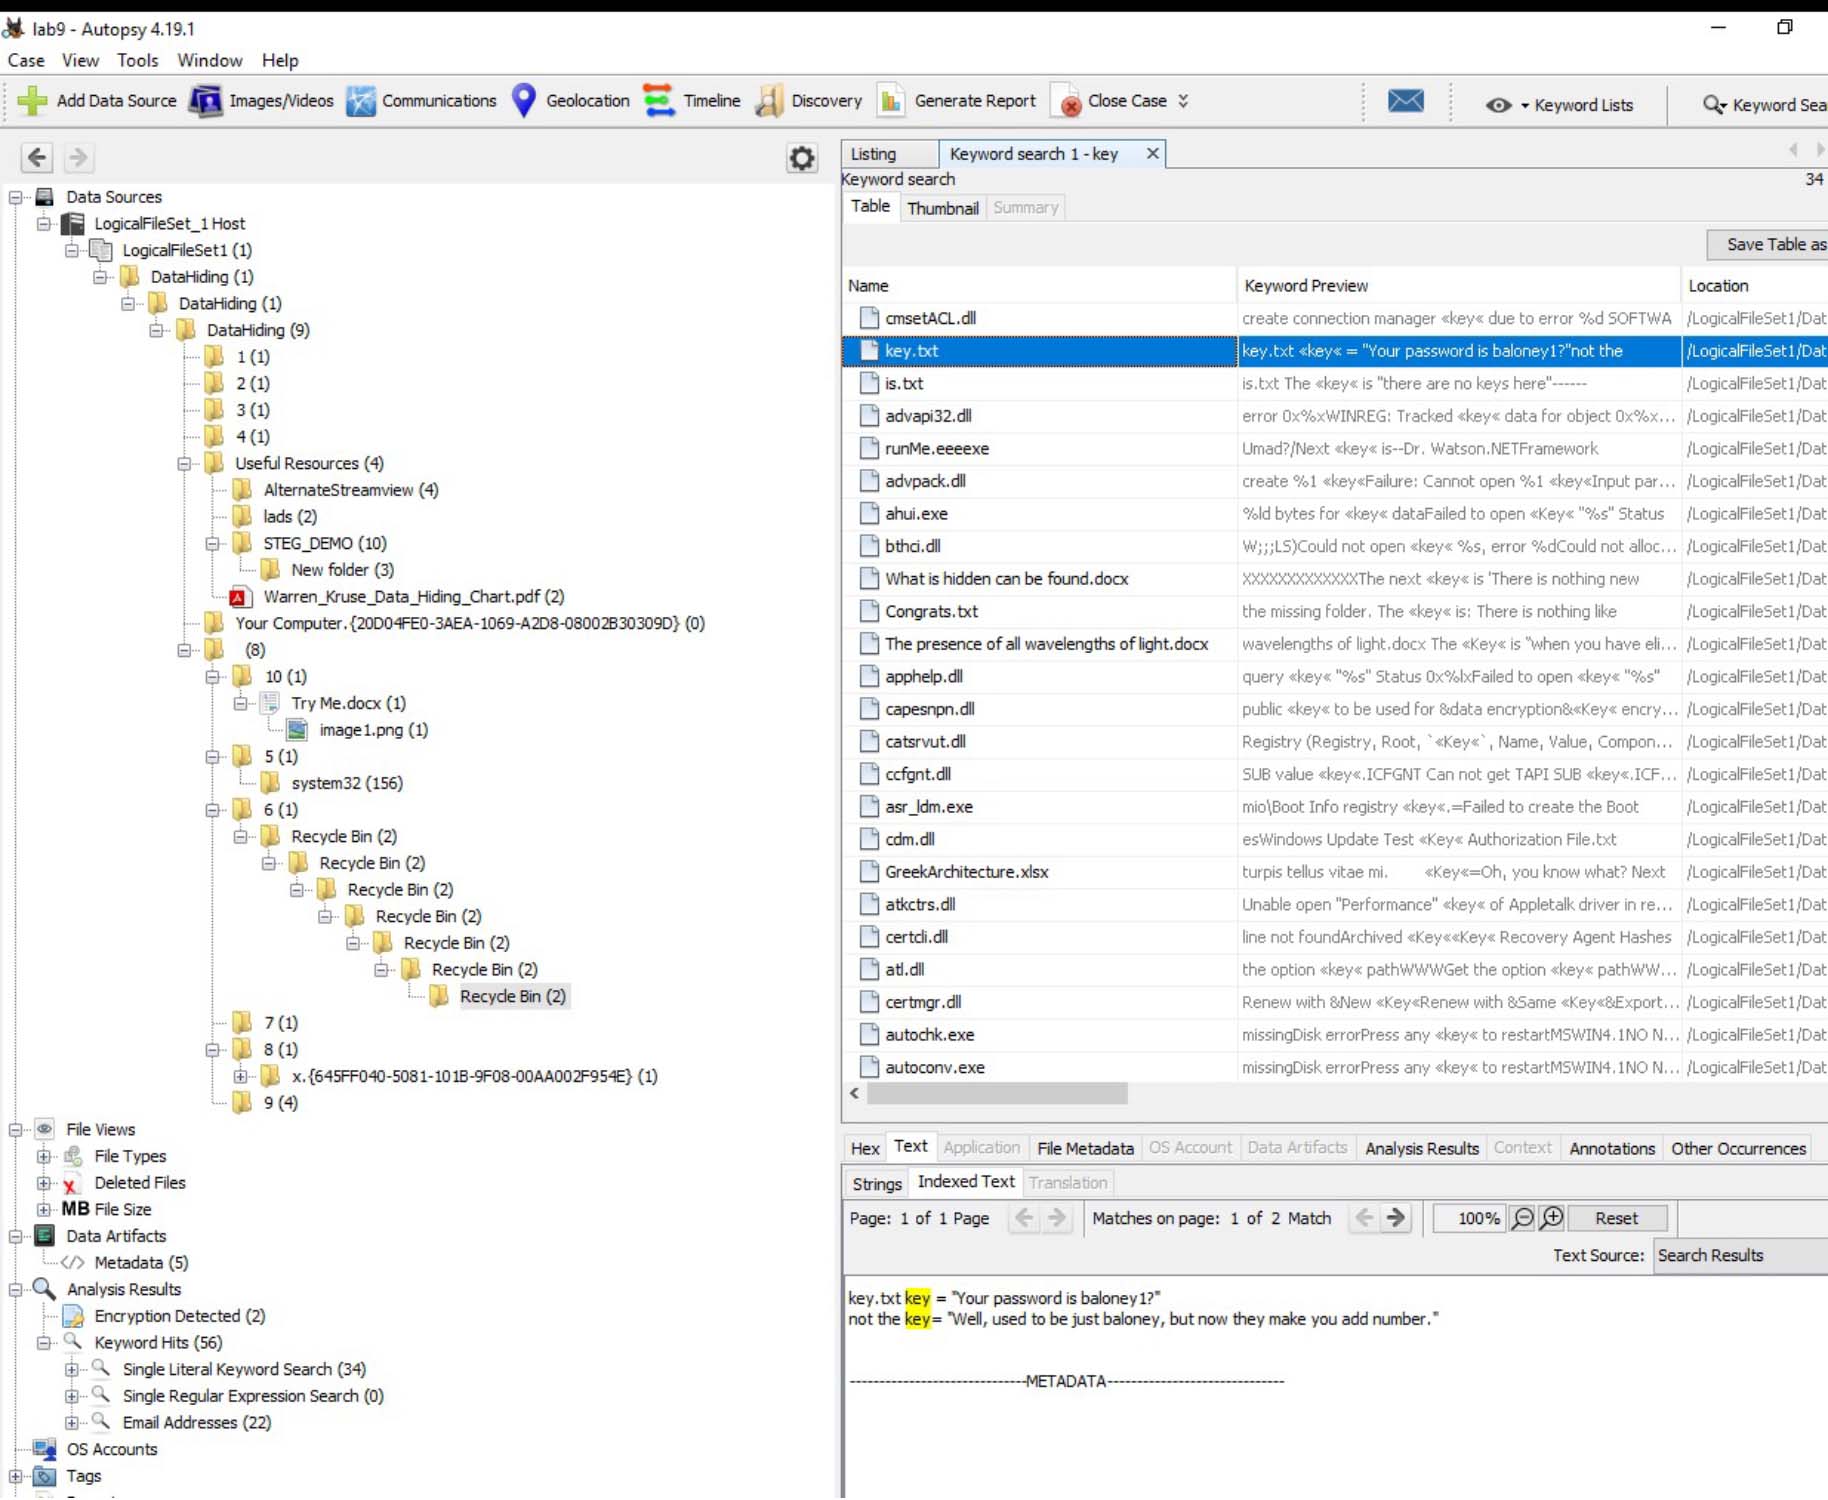 lab9 - Autopsy 4.19.1
Case View Tools Window Help
Add Data Source Images/Videos Communications Geolocation Timeline Discovery Generate Report Close Case Keyword Lists Keyword Sea
Data Sources
LogicalFileSet_1 Host
LogicalFileSet1 (1)
DataHiding (1)
DataHiding (1)
DataHiding (9)
1 (1)
2 (1)
3 (1)
4 (1)
Useful Resources (4)
AlternateStreamview (4)
lads (2)
STEG_DEMO (10)
New folder (3)
Warren_Kruse_Data_Hiding_Chart.pdf (2)
Your Computer.{20D04FE0-3AEA-1069-A2D8-08002B30309D} (0)
(8)
10 (1)
Try Me.docx (1)
image1.png (1)
5 (1)
system32 (156)
6 (1)
Recycle Bin (2)
Recycle Bin (2)
Recycle Bin (2)
Recycle Bin (2)
Recycle Bin (2)
Recycle Bin (2)
Recycle Bin (2)
7 (1)
8 (1)
x.{645FF040-5081-101B-9F08-00AA002F954E} (1)
9 (4)
File Views
File Types
Deleted Files
MB File Size
Data Artifacts
Metadata (5)
Analysis Results
Encryption Detected (2)
Keyword Hits (56)
Single Literal Keyword Search (34)
Single Regular Expression Search (0)
Email Addresses (22)
OS Accounts
Tags
Listing Keyword search 1 - key
Keyword search 34
Table Thumbnail Summary
Save Table as
Name Keyword Preview Location
cmsetACL.dll create connection manager «key« due to error %d SOFTWA /LogicalFileSet1/Dat
key.txt key.txt «key« = "Your password is baloney1?"not the /LogicalFileSet1/Dat
is.txt is.txt The «key« is "there are no keys here"------ /LogicalFileSet1/Dat
advapi32.dll error 0x%xWINREG: Tracked «key« data for object 0x%x... /LogicalFileSet1/Dat
runMe.eeeexe Umad?/Next «key« is--Dr. Watson.NETFramework /LogicalFileSet1/Dat
advpack.dll create %1 «key«Failure: Cannot open %1 «key«Input par... /LogicalFileSet1/Dat
ahui.exe %ld bytes for «key« dataFailed to open «Key« "%s" Status /LogicalFileSet1/Dat
bthci.dll W;;;LS)Could not open «key« %s, error %dCould not alloc... /LogicalFileSet1/Dat
What is hidden can be found.docx XXXXXXXXXXXXXThe next «key« is 'There is nothing new /LogicalFileSet1/Dat
Congrats.txt the missing folder. The «key« is: There is nothing like /LogicalFileSet1/Dat
The presence of all wavelengths of light.docx wavelengths of light.docx The «Key« is "when you have eli... /LogicalFileSet1/Dat
apphelp.dll query «key« "%s" Status 0x%lxFailed to open «key« "%s" /LogicalFileSet1/Dat
capesnpn.dll public «key« to be used for &data encryption&«Key« encry... /LogicalFileSet1/Dat
catsrvut.dll Registry (Registry, Root, `«Key«`, Name, Value, Compon... /LogicalFileSet1/Dat
ccfgnt.dll SUB value «key«.ICFGNT Can not get TAPI SUB «key«.ICF... /LogicalFileSet1/Dat
asr_ldm.exe mio\Boot Info registry «key«.=Failed to create the Boot /LogicalFileSet1/Dat
cdm.dll esWindows Update Test «Key« Authorization File.txt /LogicalFileSet1/Dat
GreekArchitecture.xlsx turpis tellus vitae mi. «Key«=Oh, you know what? Next /LogicalFileSet1/Dat
atkctrs.dll Unable open "Performance" «key« of Appletalk driver in re... /LogicalFileSet1/Dat
certcli.dll line not foundArchived «Key««Key« Recovery Agent Hashes /LogicalFileSet1/Dat
atl.dll the option «key« pathWWWGet the option «key« pathWW... /LogicalFileSet1/Dat
certmgr.dll Renew with &New «Key«Renew with &Same «Key«&Export... /LogicalFileSet1/Dat
autochk.exe missingDisk errorPress any «key« to restartMSWIN4.1NO N... /LogicalFileSet1/Dat
autoconv.exe missingDisk errorPress any «key« to restartMSWIN4.1NO N... /LogicalFileSet1/Dat
Hex Text Application File Metadata OS Account Data Artifacts Analysis Results Context Annotations Other Occurrences
Strings Indexed Text Translation
Page: 1 of 1 Page Matches on page: 1 of 2 Match 100% Reset
Text Source: Search Results
key.txt key = "Your password is baloney1?"
not the key= "Well, used to be just baloney, but now they make you add number."
------------------------------METADATA------------------------------